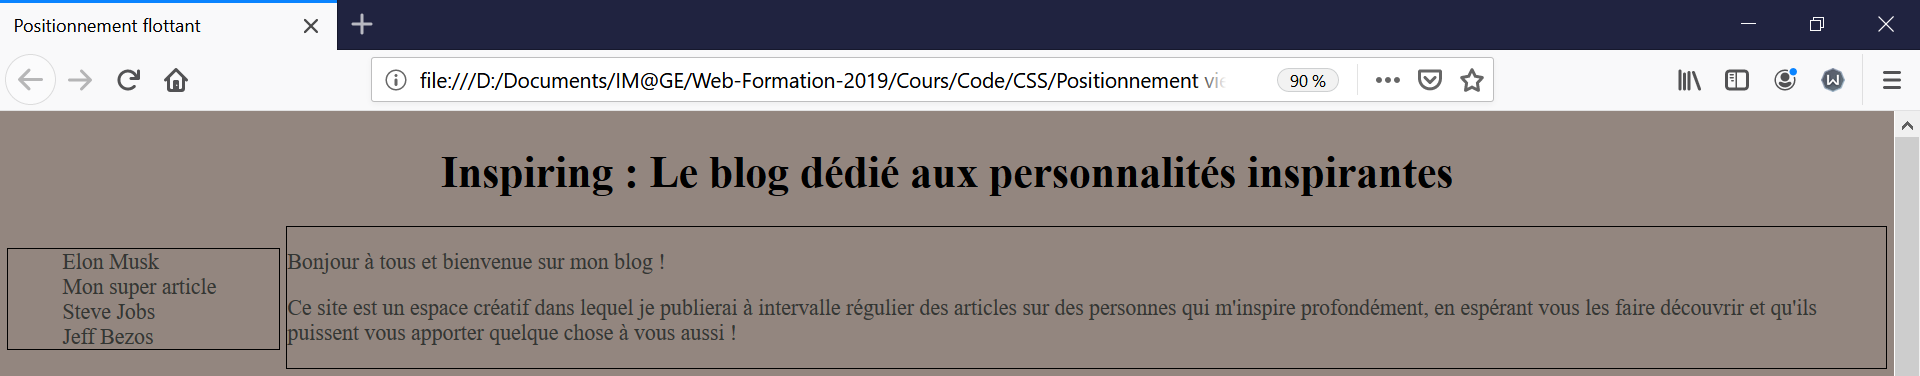 Positionnement flottant
file:///D:/Documents/IM@GE/Web-Formation-2019/Cours/Code/CSS/Positionnement vie
90 %
Inspiring : Le blog dédié aux personnalités inspirantes
Elon Musk
Mon super article
Steve Jobs
Jeff Bezos
Bonjour à tous et bienvenue sur mon blog !
Ce site est un espace créatif dans lequel je publierai à intervalle régulier des articles sur des personnes qui m'inspire profondément, en espérant vous les faire découvrir et qu'ils
puissent vous apporter quelque chose à vous aussi !